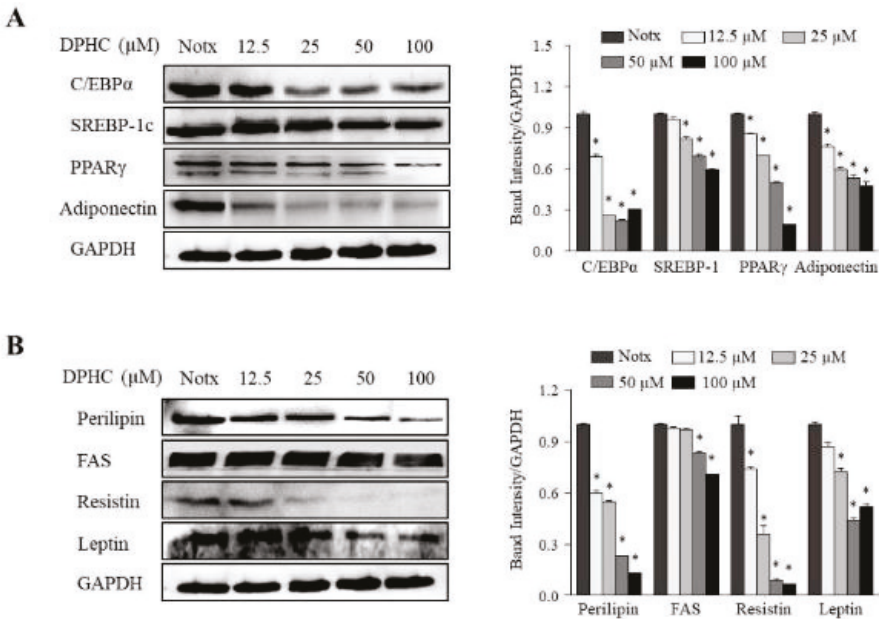 A
DPHC (μM) Notx 12.5 25 50 100
C/EBPα
SREBP-1c
PPARγ
Adiponectin
GAPDH
Notx 12.5 μM 25 μM
50 μM 100 μM
Band Intensity/GAPDH
1.5
1.2
0.9
0.6
0.3
0.0
* * * *
* * *
* * * *
* * * *
C/EBPα SREBP-1 PPARγ Adiponectin
B
DPHC (μM) Notx 12.5 25 50 100
Perilipin
FAS
Resistin
Leptin
GAPDH
Notx 12.5 μM 25 μM
50 μM 100 μM
Band Intensity/GAPDH
1.2
0.9
0.6
0.3
0.0
* * * *
* *
* * * *
* * *
Perilipin FAS Resistin Leptin